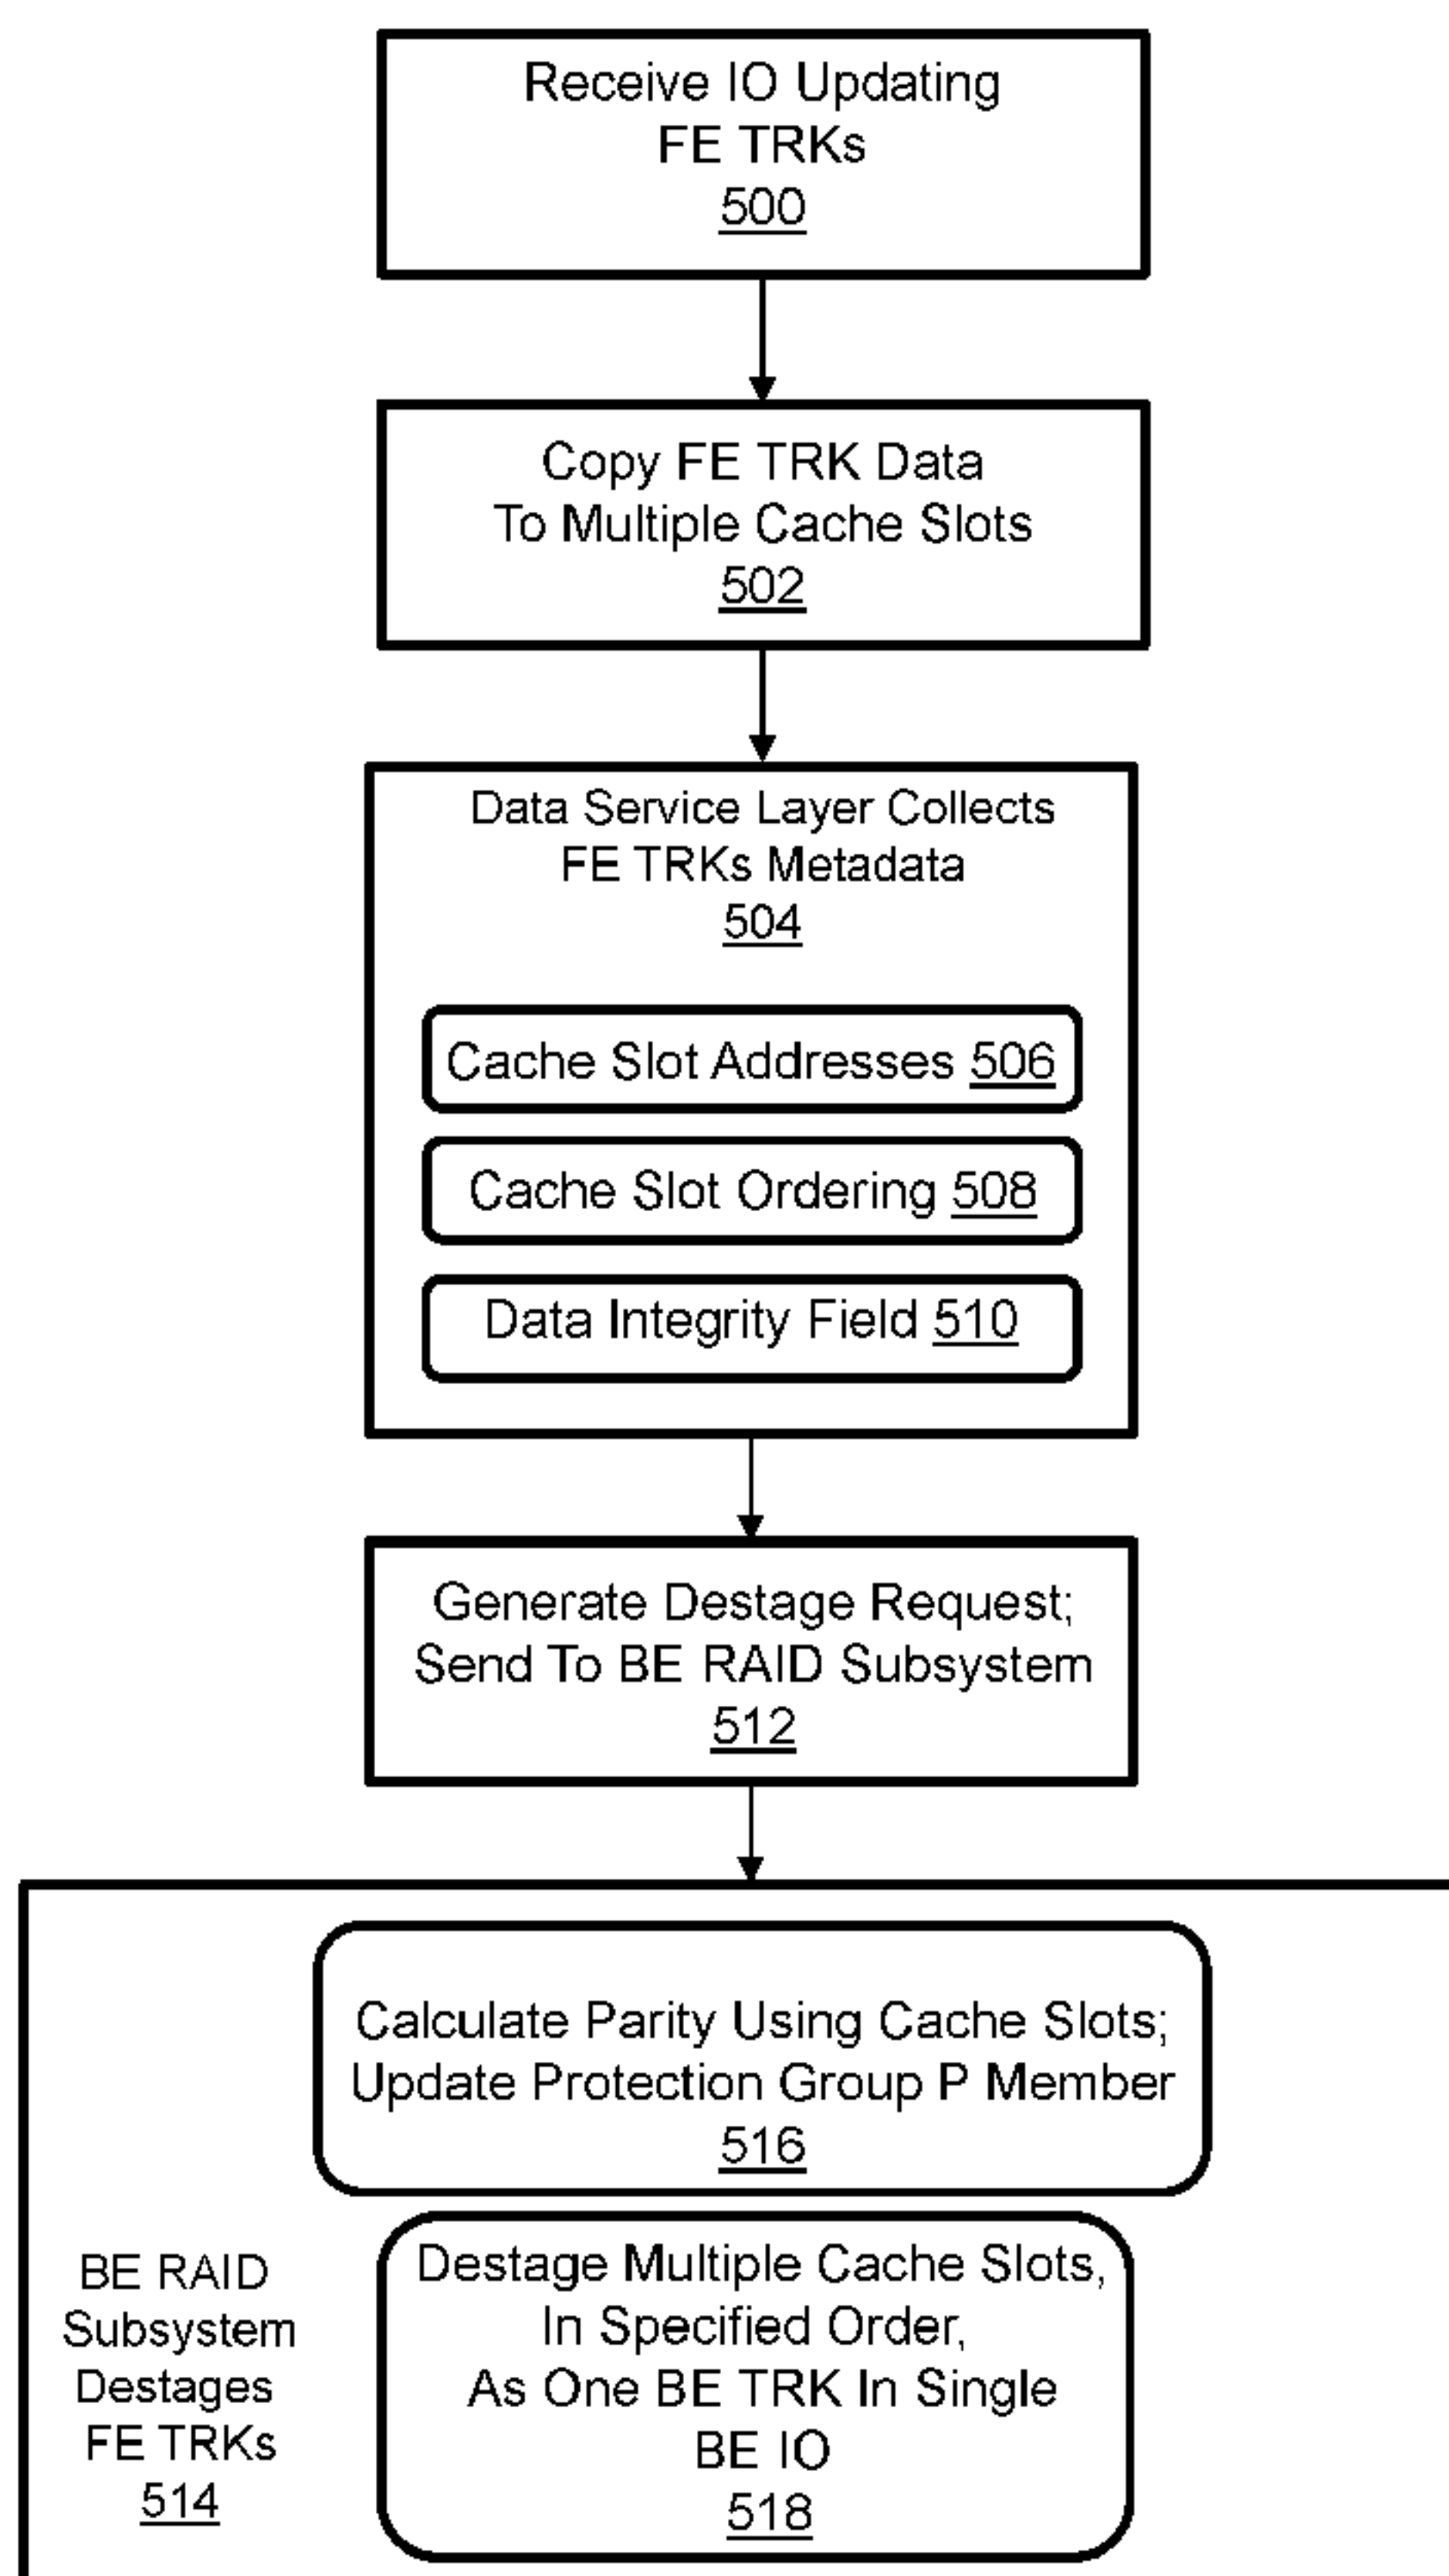 Receive IO Updating
FE TRKs
500
Copy FE TRK Data
To Multiple Cache Slots
502
Data Service Layer Collects
FE TRKs Metadata
504
Cache Slot Addresses 506
Cache Slot Ordering 508
Data Integrity Field 510
Generate Destage Request;
Send To BE RAID Subsystem
512
Calculate Parity Using Cache Slots;
Update Protection Group P Member
516
BE RAID
Subsystem
Destages
FE TRKs
514
Destage Multiple Cache Slots,
In Specified Order,
As One BE TRK In Single
BE IO
518